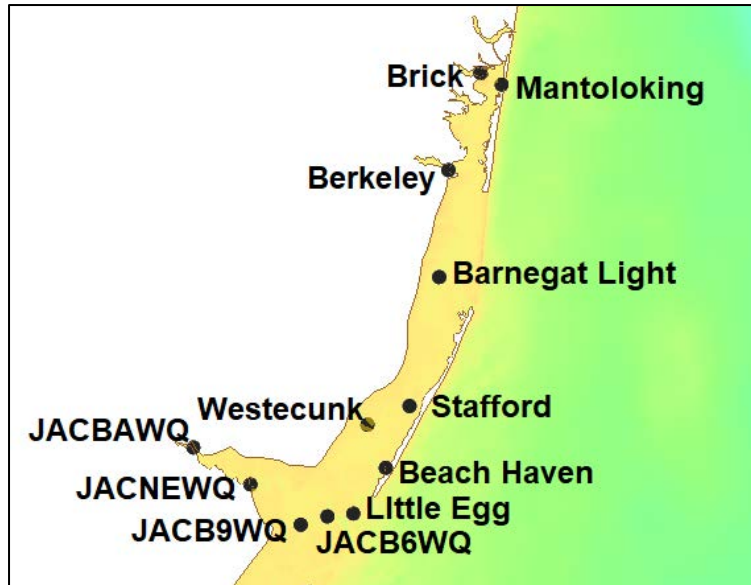 Brick
Mantoloking
Berkeley
Barnegat Light
Westecunk
Stafford
JACBAWQ
Beach Haven
JACNEWQ
LIttle Egg
JACB9WQ
JACB6WQ